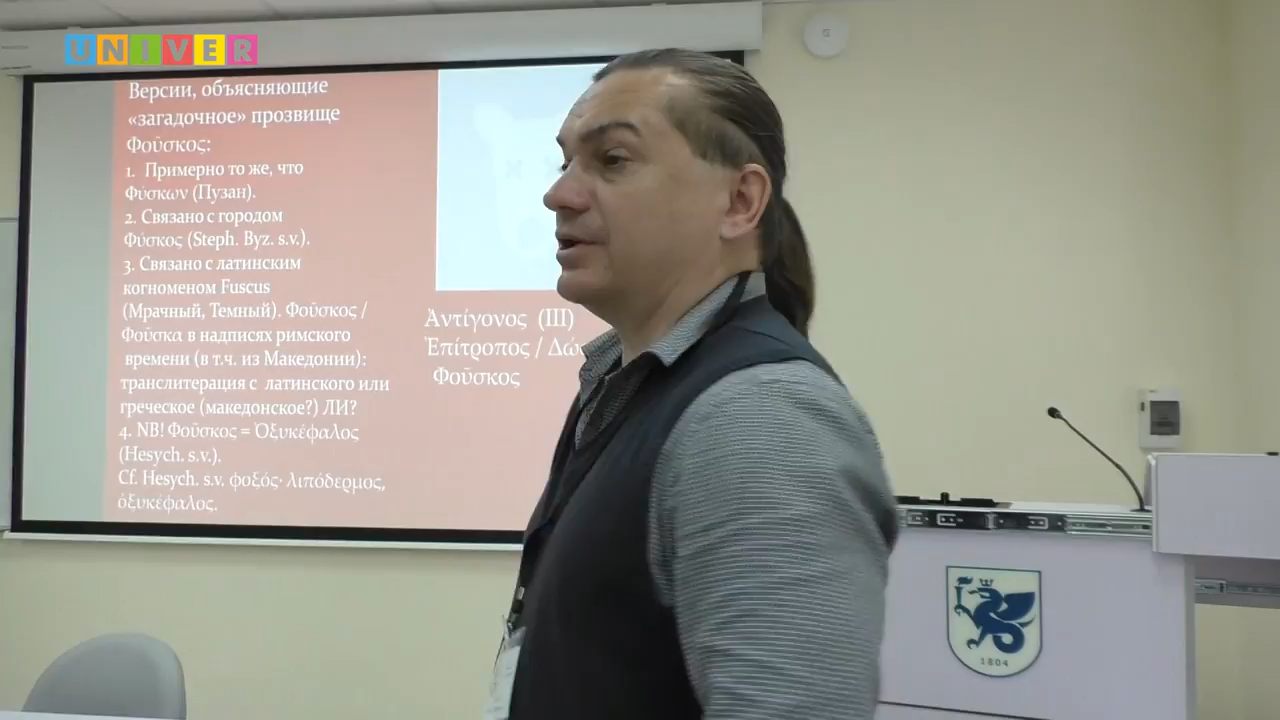 UNIVER
Версии, объясняющие
«загадочное» прозвище
Φοῦσκος:
1. Примерно то же, что
Φύσκων (Пузан).
2. Связано с городом
Φύσκος (Steph. Byz. s.v.).
3. Связано с латинским
когноменом Fuscus
(Мрачный, Темный). Φοῦσκος /
Φοῦσκα в надписях римского
времени (в т.ч. из Македонии):
транслитерация с латинского или
греческое (македонское?) ЛИ?
4. NB! Φοῦσκος = Ὀξυκέφαλος
(Hesych. s.v.).
Cf. Hesych. s.v. φοξός· λιπόδερμος,
ὀξυκέφαλος.
Ἀντίγονος (III)
Ἐπίτροπος /
Φοῦσκος
1804